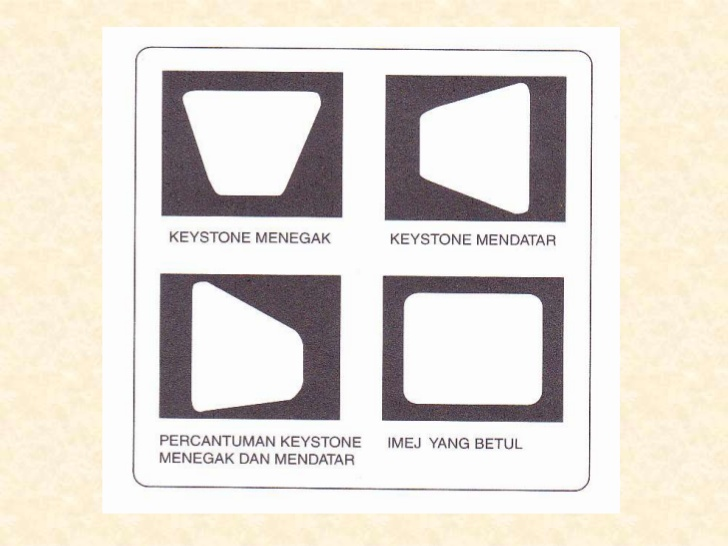 KEYSTONE MENEGAK
KEYSTONE MENDATAR
PERCANTUMAN KEYSTONE
MENEGAK DAN MENDATAR
IMEJ YANG BETUL